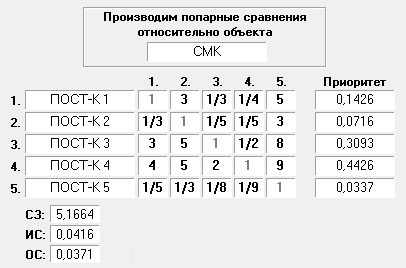 Производим попарные сравнения
относительно объекта
СМК
1. 2. 3. 4. 5. Приоритет
1. ПОСТ-К 1 1 3 1/3 1/4 5 0,1426
2. ПОСТ-К 2 1/3 1 1/5 1/5 3 0,0716
3. ПОСТ-К 3 3 5 1 1/2 8 0,3093
4. ПОСТ-К 4 4 5 2 1 9 0,4426
5. ПОСТ-К 5 1/5 1/3 1/8 1/9 1 0,0337
СЗ: 5,1664
ИС: 0,0416
ОС: 0,0371